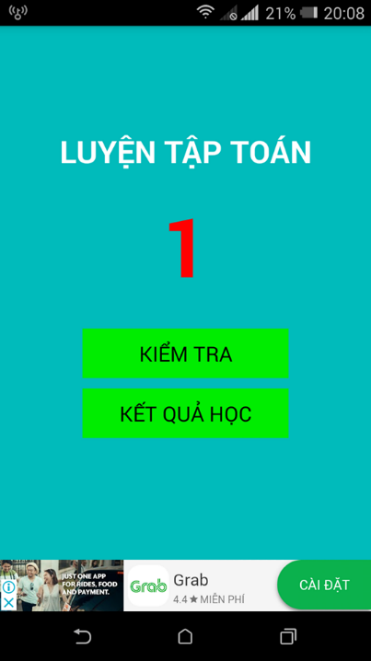 21% 20:08
LUYỆN TẬP TOÁN
1
KIỂM TRA
KẾT QUẢ HỌC
JUST ONE APP
FOR RIDES, FOOD
AND PAYMENT.
Grab
Grab
4.4 ★ MIỄN PHÍ
CÀI ĐẶT